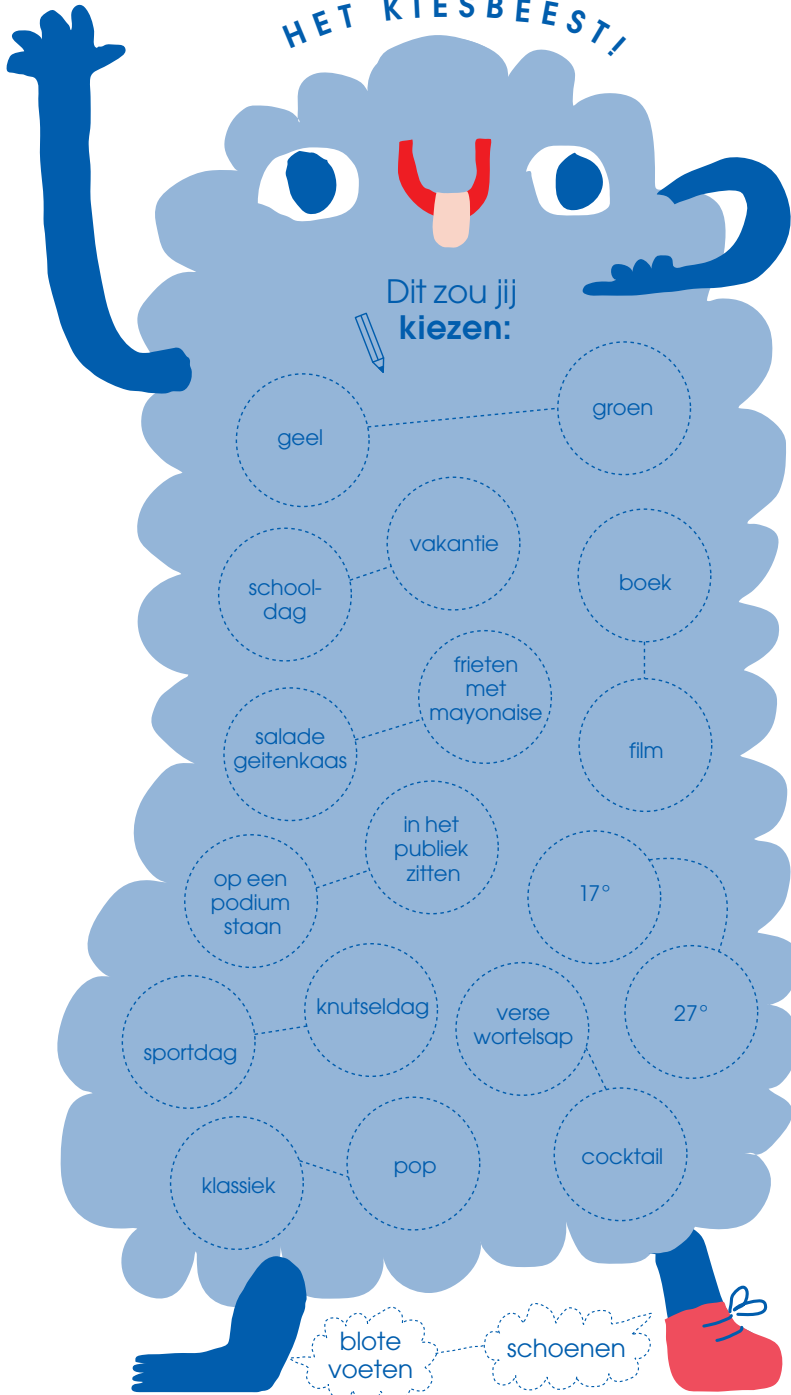 HET KIESBEEST!
Dit zou jij
kiezen:
geel
groen
vakantie
school-
dag
boek
frieten
met
mayonaise
salade
geitenkaas
film
in het
publiek
zitten
op een
podium
staan
17°
27°
knutseldag
sportdag
verse
wortelsap
cocktail
klassiek
pop
blote
voeten
schoenen